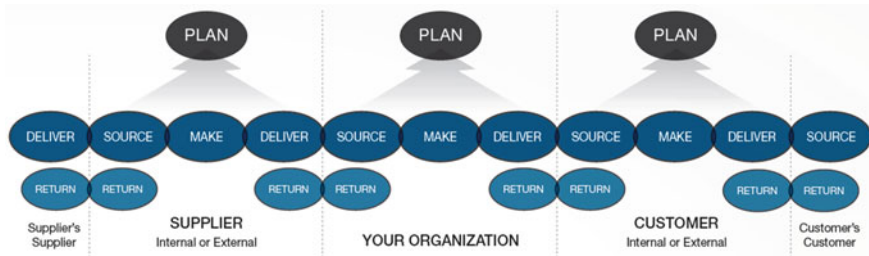 PLAN PLAN PLAN
DELIVER SOURCE MAKE DELIVER SOURCE MAKE DELIVER SOURCE MAKE DELIVER SOURCE
RETURN RETURN RETURN RETURN RETURN RETURN RETURN RETURN
Supplier's
Supplier
SUPPLIER
Internal or External
YOUR ORGANIZATION
CUSTOMER
Internal or External
Customer's
Customer